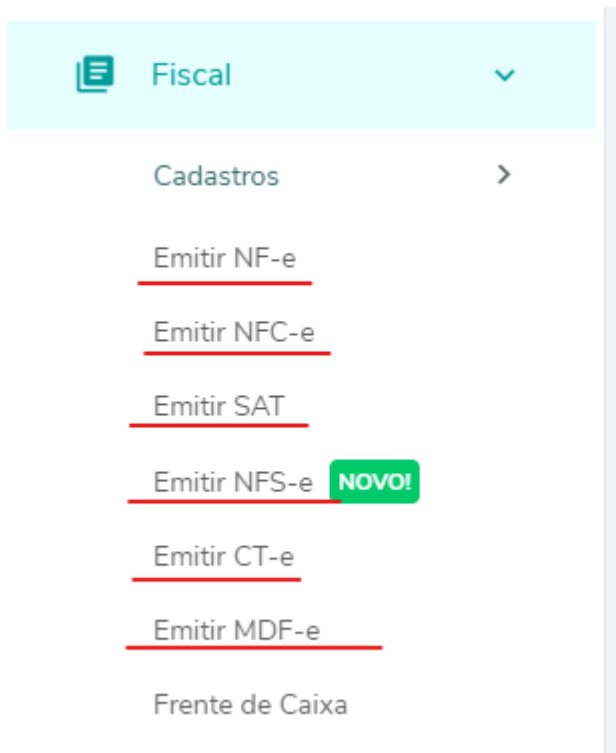 Fiscal
Cadastros
Emitir NF-e
Emitir NFC-e
Emitir SAT
Emitir NFS-e NOVO!
Emitir CT-e
Emitir MDF-e
Frente de Caixa